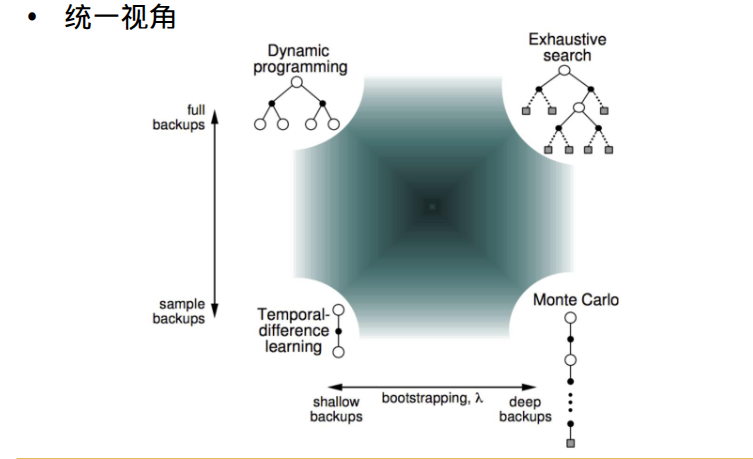 • 统一视角
Dynamic
programming
Exhaustive
search
full
backups
sample
backups
Temporal-
difference
learning
Monte Carlo
shallow
backups
bootstrapping, λ
deep
backups